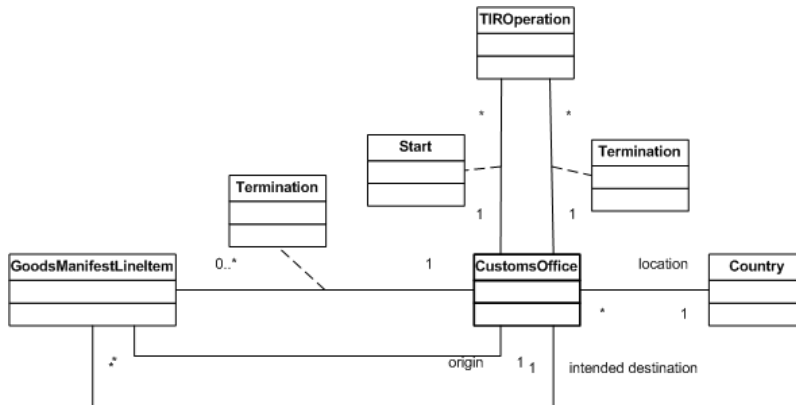 TIROperation
* *
Start
Termination
Termination
1 1
GoodsManifestLineItem
0..*
1
CustomsOffice
location
Country
* 1
* *
origin
1 1
intended destination